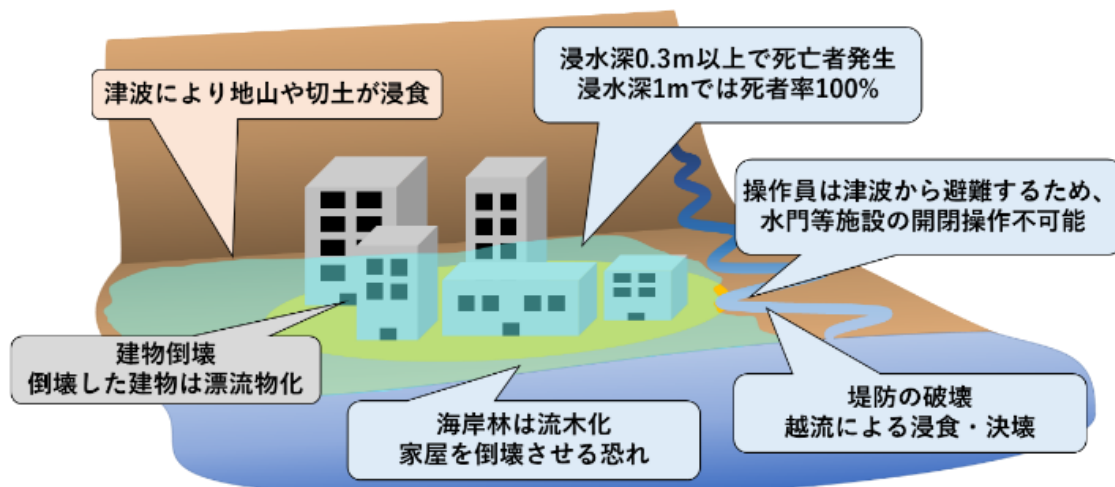 津波により地山や切土が浸食
浸水深0.3m以上で死亡者発生
浸水深1mでは死者率100%
操作員は津波から避難するため、
水門等施設の開閉操作不可能
建物倒壊
倒壊した建物は漂流物化
海岸林は流木化
家屋を倒壊させる恐れ
堤防の破壊
越流による浸食・決壊